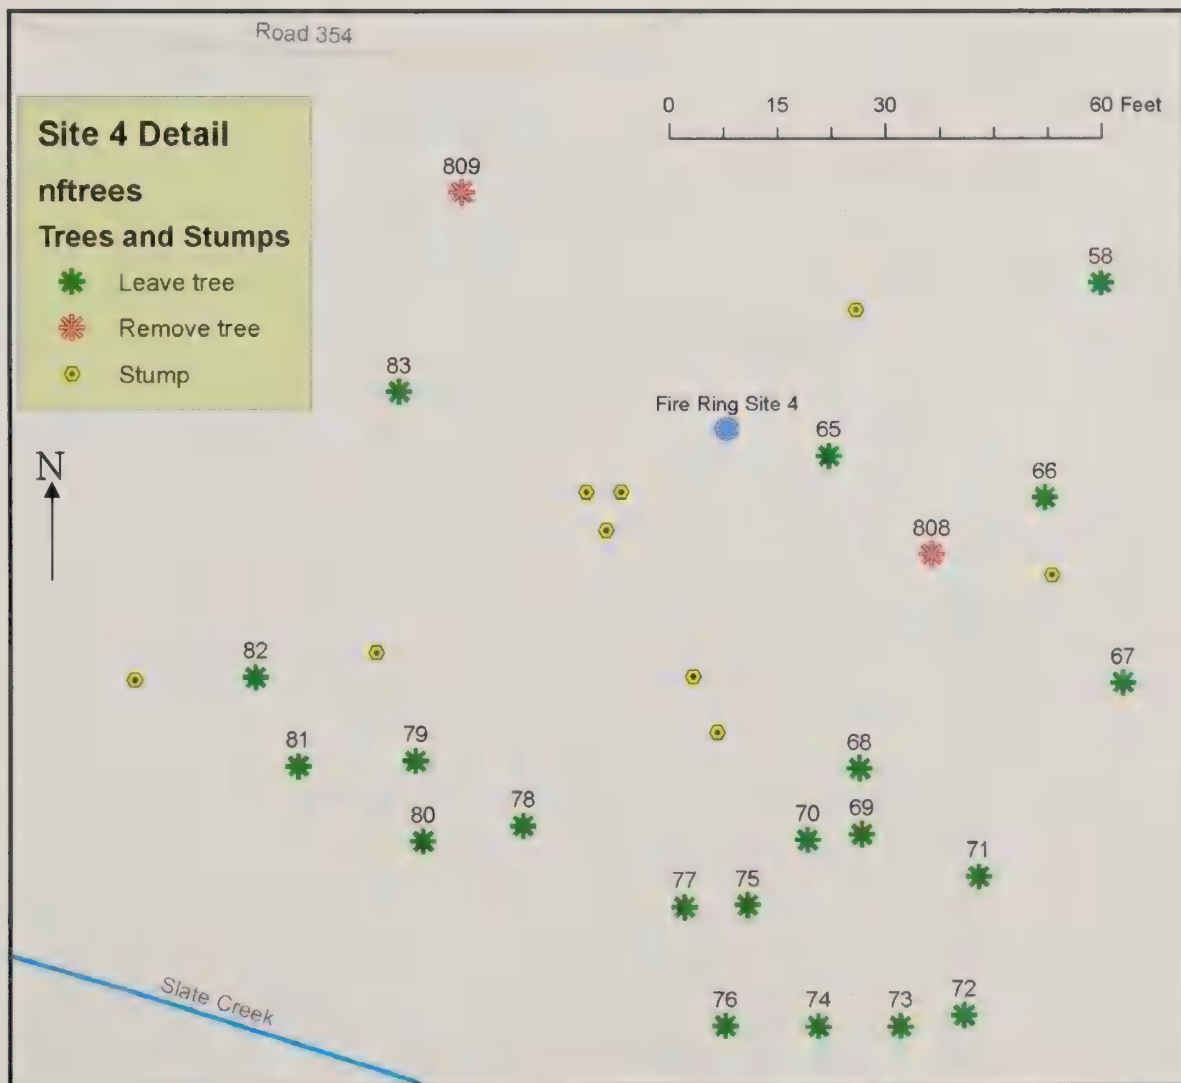 Road 354
Site 4 Detail
nftrees
Trees and Stumps
Leave tree
Remove tree
Stump
0 15 30 60 Feet
809
58
83
Fire Ring Site 4
65
66
N
808
82
67
81
79
68
80
78
70
69
71
77
75
Slate Creek
76
74
73
72